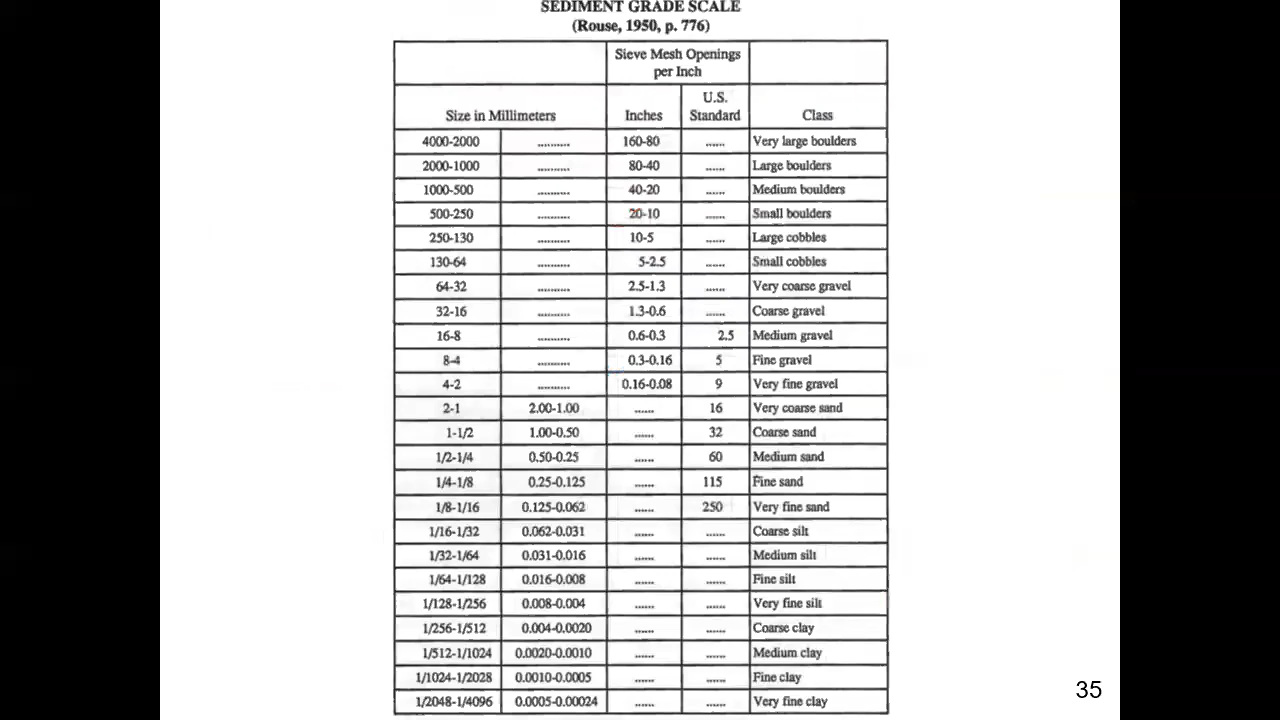 SEDIMENT GRADE SCALE
(Rouse, 1950, p. 776)
Sieve Mesh Openings
per Inch
Size in Millimeters Inches U.S. Standard Class
4000-2000 .......... 160-80 ...... Very large boulders
2000-1000 .......... 80-40 ...... Large boulders
1000-500 .......... 40-20 ...... Medium boulders
500-250 .......... 20-10 ...... Small boulders
250-130 .......... 10-5 ...... Large cobbles
130-64 .......... 5-2.5 ...... Small cobbles
64-32 .......... 2.5-1.3 ...... Very coarse gravel
32-16 .......... 1.3-0.6 ...... Coarse gravel
16-8 .......... 0.6-0.3 2.5 Medium gravel
8-4 .......... 0.3-0.16 5 Fine gravel
4-2 .......... 0.16-0.08 9 Very fine gravel
2-1 2.00-1.00 ...... 16 Very coarse sand
1-1/2 1.00-0.50 ...... 32 Coarse sand
1/2-1/4 0.50-0.25 ...... 60 Medium sand
1/4-1/8 0.25-0.125 ...... 115 Fine sand
1/8-1/16 0.125-0.062 ...... 250 Very fine sand
1/16-1/32 0.062-0.031 ...... ...... Coarse silt
1/32-1/64 0.031-0.016 ...... ...... Medium silt
1/64-1/128 0.016-0.008 ...... ...... Fine silt
1/128-1/256 0.008-0.004 ...... ...... Very fine silt
1/256-1/512 0.004-0.0020 ...... ...... Coarse clay
1/512-1/1024 0.0020-0.0010 ...... ...... Medium clay
1/1024-1/2028 0.0010-0.0005 ...... ...... Fine clay
1/2048-1/4096 0.0005-0.00024 ...... ...... Very fine clay
35